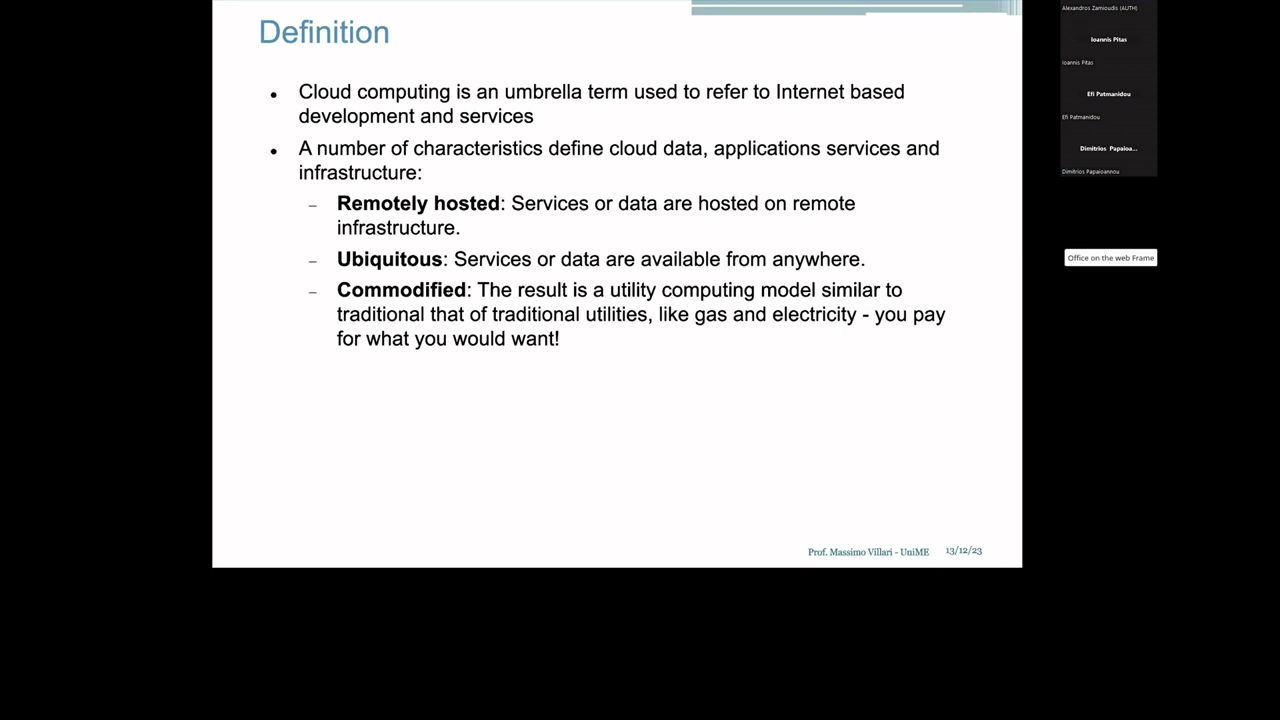 Definition
• Cloud computing is an umbrella term used to refer to Internet based
development and services
• A number of characteristics define cloud data, applications services and
infrastructure:
– Remotely hosted: Services or data are hosted on remote
infrastructure.
– Ubiquitous: Services or data are available from anywhere.
– Commodified: The result is a utility computing model similar to
traditional that of traditional utilities, like gas and electricity - you pay
for what you would want!
Prof. Massimo Villari - UniME 13/12/23
Alexandros Zamioudis (AUTH)
Ioannis Pitas
Ioannis Pitas
Efi Patmanidou
Efi Patmanidou
Dimitrios Papaioa...
Dimitrios Papaioannou
Office on the web Frame